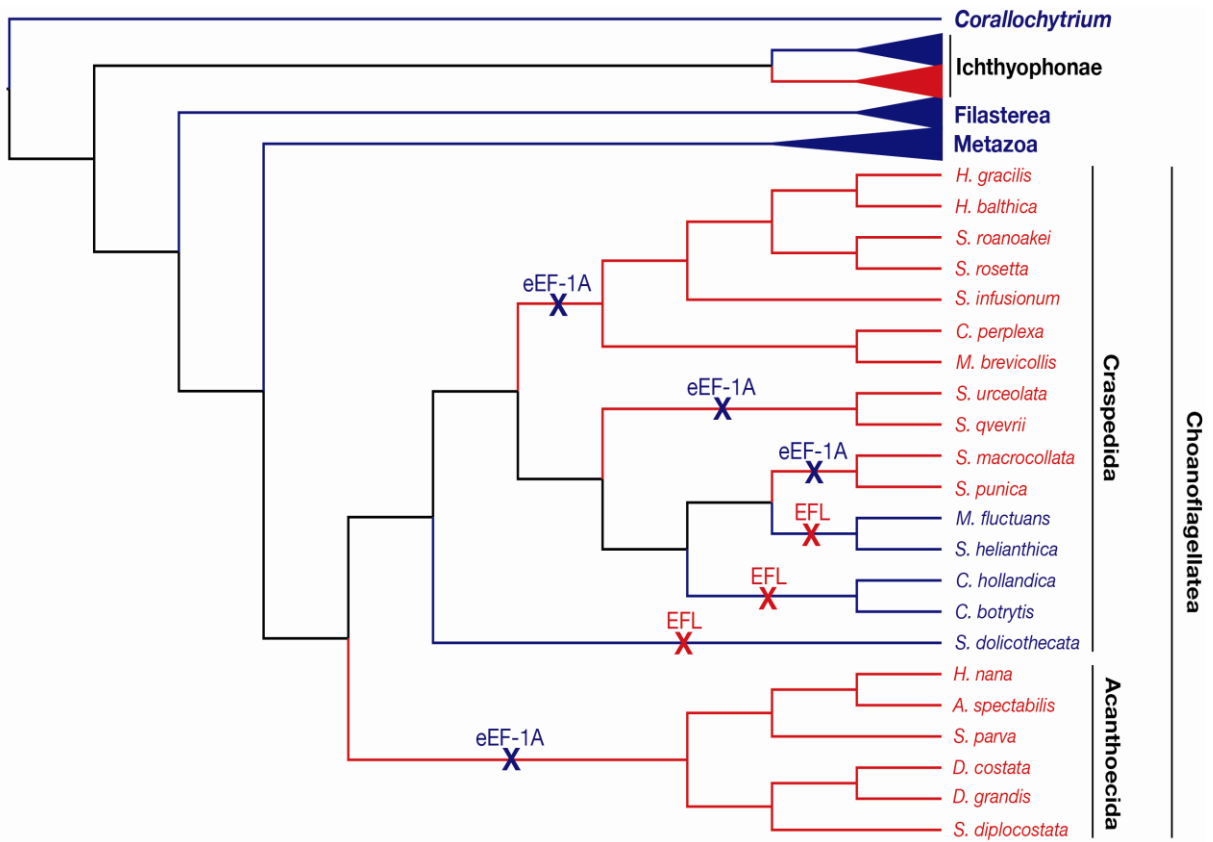 Corallochytrium
Ichthyophonae
Filasterea
Metazoa
H. gracilis
H. balthica
S. roanoakei
S. rosetta
eEF-1A
X
S. infusionum
C. perplexa
M. brevicollis
eEF-1A
X
S. urceolata
S. qvevrii
eEF-1A
X
S. macrocollata
S. punica
EFL
X
M. fluctuans
S. helianthica
C. hollandica
EFL
X
C. botrytis
EFL
X
S. dolicothecata
Craspedida
Choanoflagellatea
H. nana
A. spectabilis
eEF-1A
X
S. parva
D. costata
D. grandis
S. diplocostata
Acanthoecida